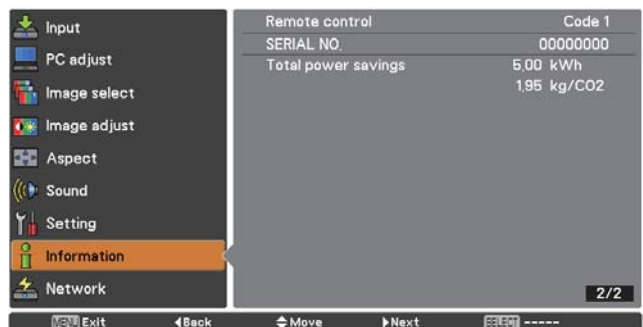 Input
PC adjust
Image select
Image adjust
Aspect
Sound
Setting
Information
Network
Remote control Code 1
SERIAL NO. 00000000
Total power savings 5.00 kWh
1.95 kg/CO2
2/2
MENU Exit ◀Back Move ▶Next SELECT -----